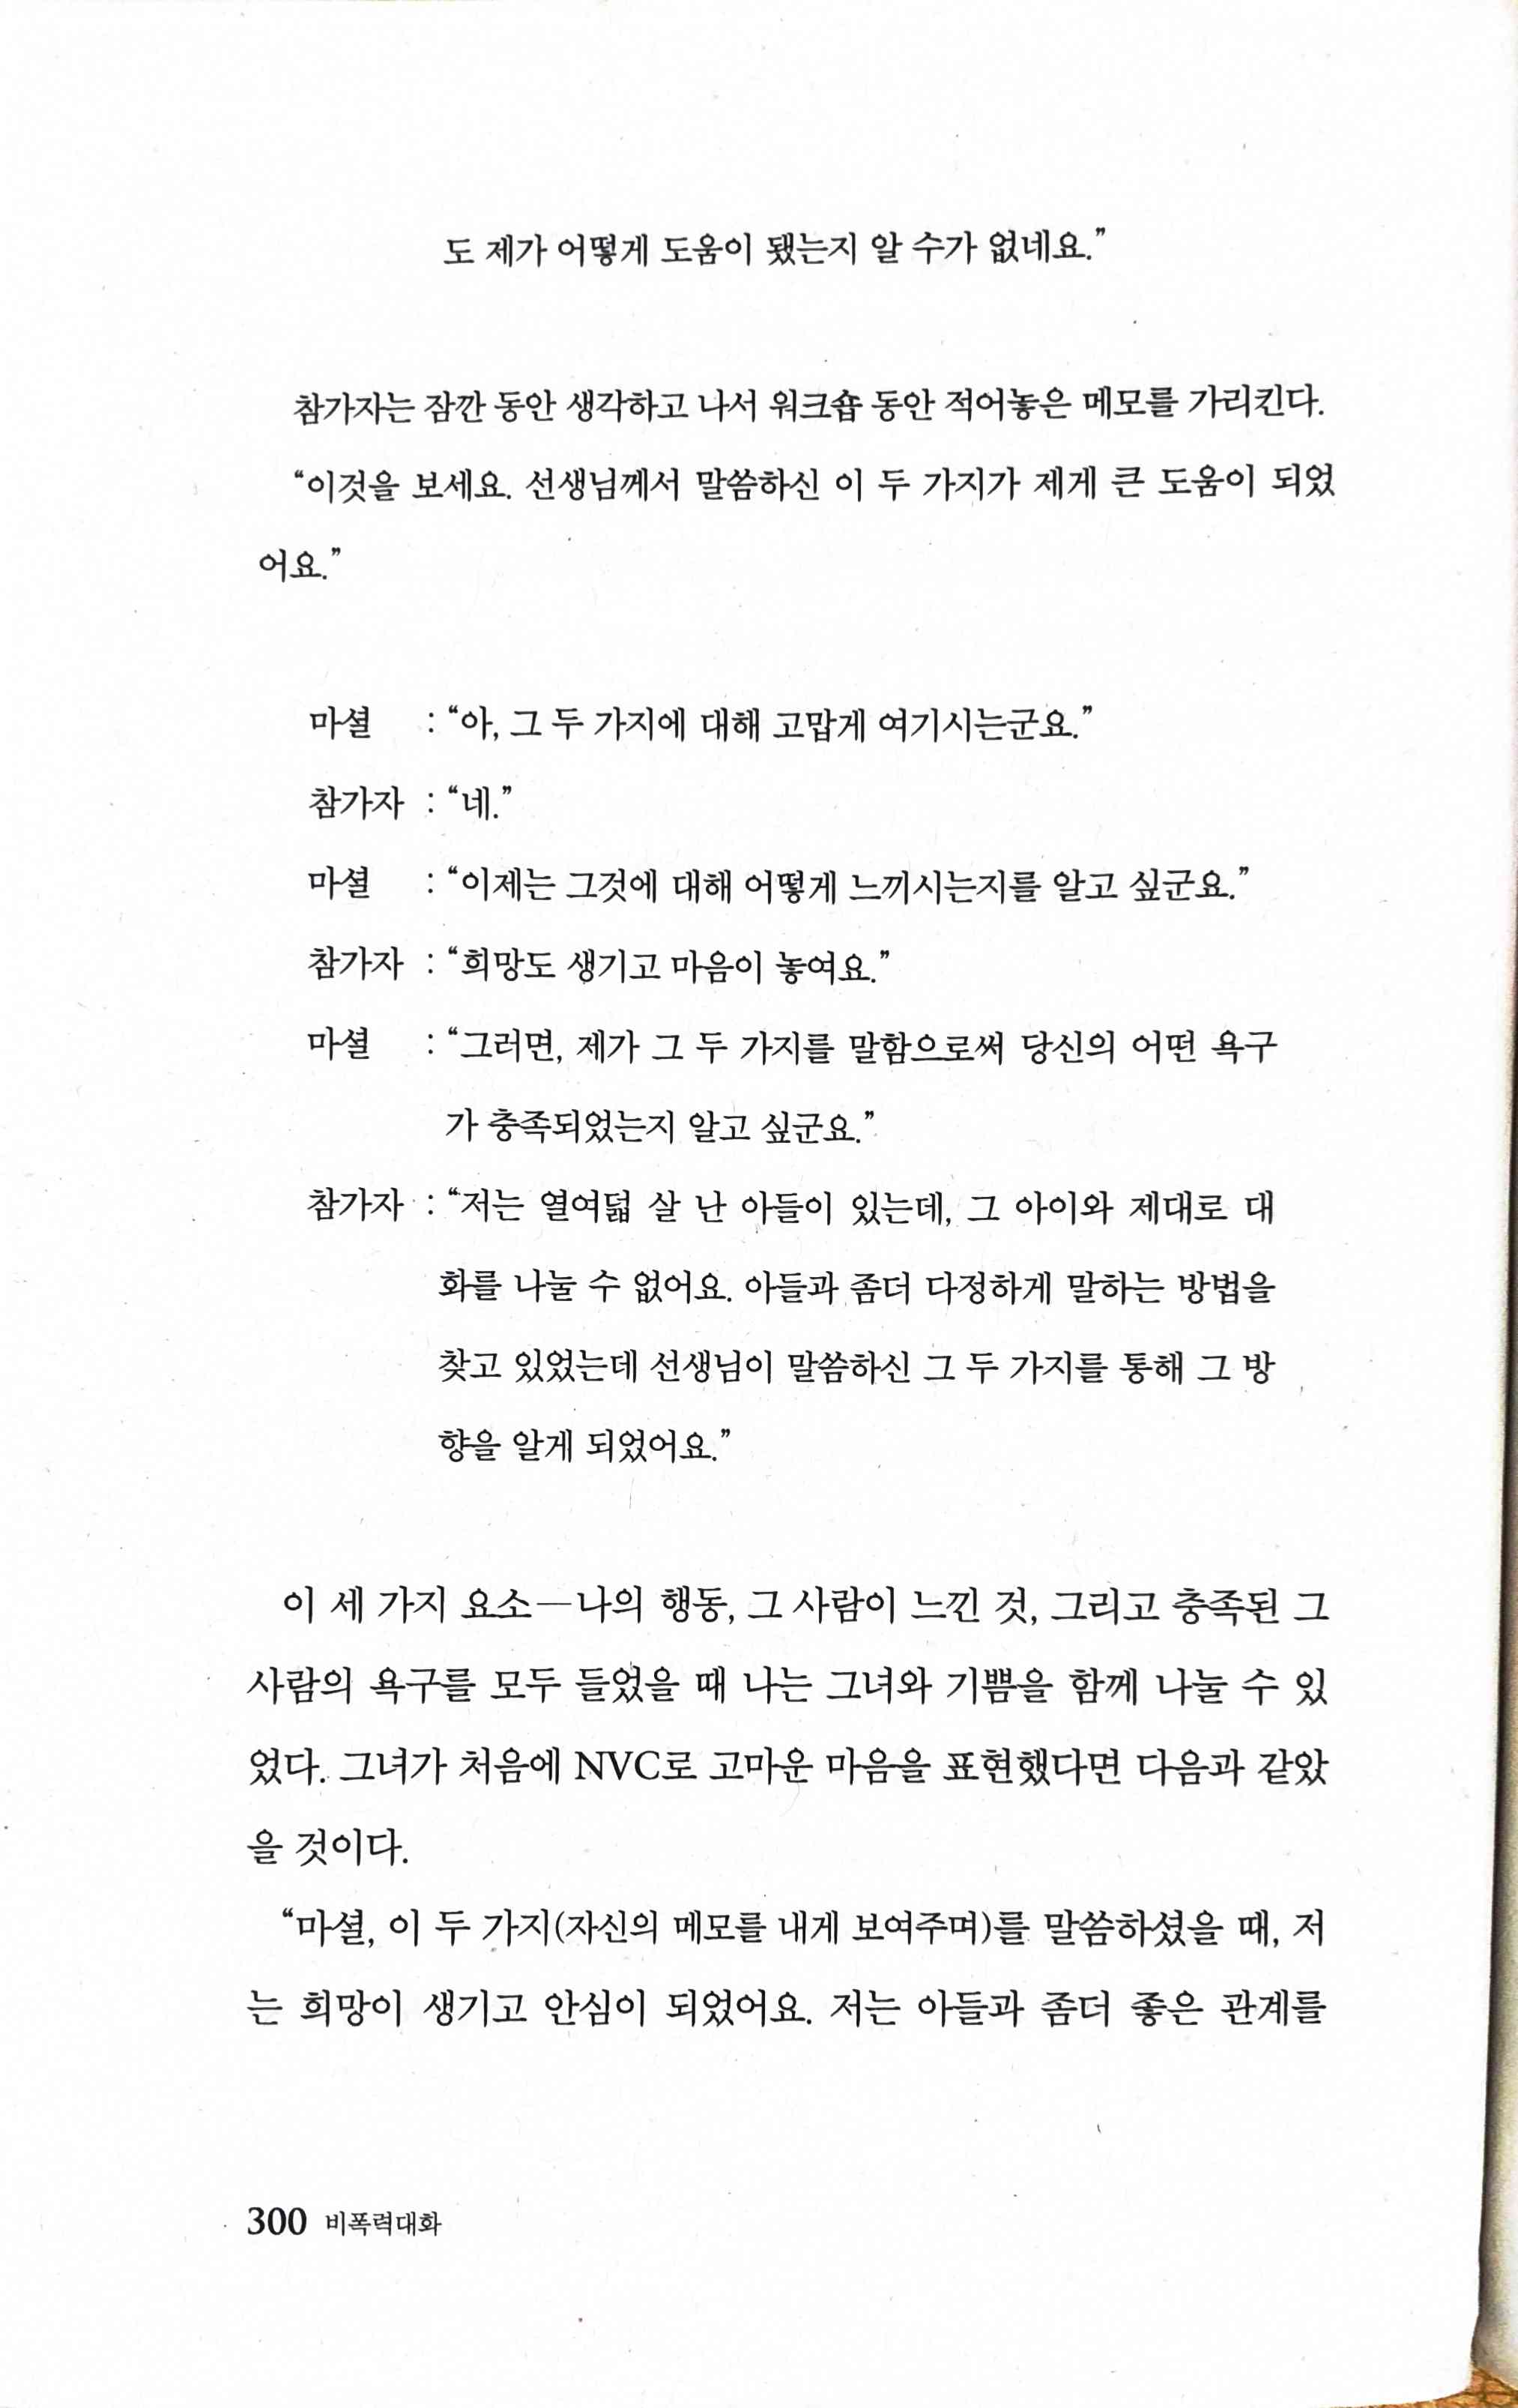 도 제가 어떻게 도움이 됐는지 알 수가 없네요.”
참가자는 잠깐 동안 생각하고 나서 워크숍 동안 적어놓은 메모를 가리킨다.
“이것을 보세요. 선생님께서 말씀하신 이 두 가지가 제게 큰 도움이 되었
어요.”
마셜 : “아, 그 두 가지에 대해 고맙게 여기시는군요.”
참가자 : “네.”
마셜 : “이제는 그것에 대해 어떻게 느끼시는지를 알고 싶군요.”
참가자 : “희망도 생기고 마음이 놓여요.”
마셜 : “그러면, 제가 그 두 가지를 말함으로써 당신의 어떤 욕구
가 충족되었는지 알고 싶군요.”
참가자 : “저는 열여덟 살 난 아들이 있는데, 그 아이와 제대로 대
화를 나눌 수 없어요. 아들과 좀더 다정하게 말하는 방법을
찾고 있었는데 선생님이 말씀하신 그 두 가지를 통해 그 방
향을 알게 되었어요.”
이 세 가지 요소—나의 행동, 그 사람이 느낀 것, 그리고 충족된 그
사람의 욕구를 모두 들었을 때 나는 그녀와 기쁨을 함께 나눌 수 있
었다. 그녀가 처음에 NVC로 고마운 마음을 표현했다면 다음과 같았
을 것이다.
“마셜, 이 두 가지(자신의 메모를 내게 보여주며)를 말씀하셨을 때, 저
는 희망이 생기고 안심이 되었어요. 저는 아들과 좀더 좋은 관계를
300 비폭력대화